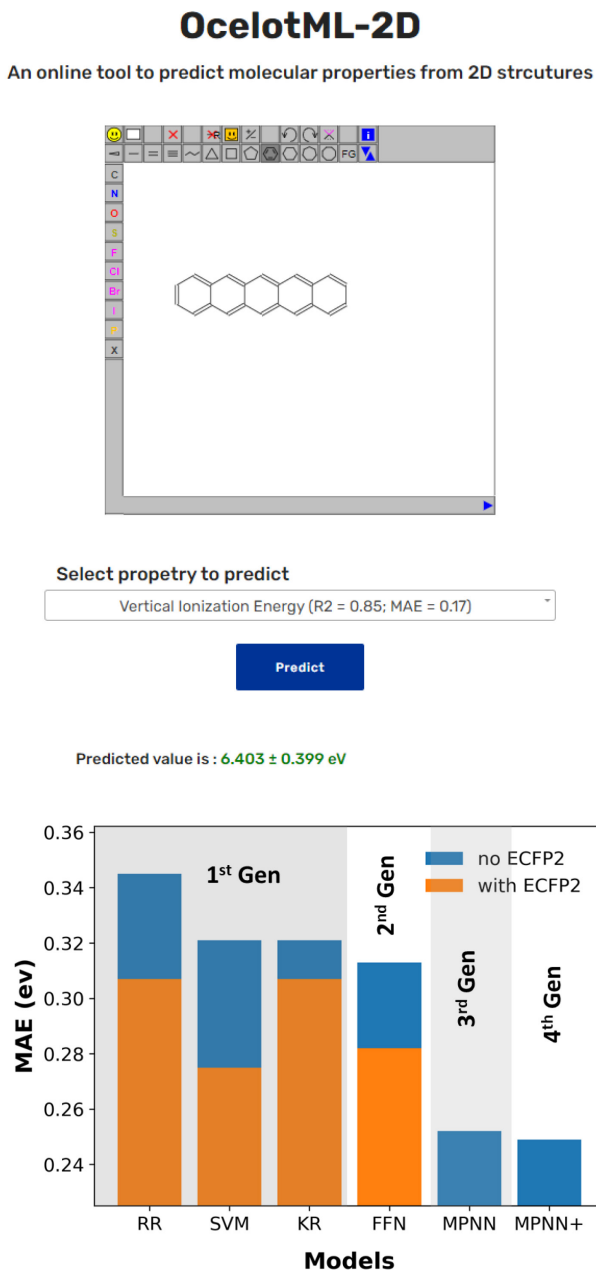 OcelotML-2D
An online tool to predict molecular properties from 2D strcutures
R
i
FG
C
N
O
S
F
Cl
Br
I
X
Select propetry to predict
Vertical Ionization Energy (R2 = 0.85; MAE = 0.17)
Predict
Predicted value is : 6.403 ± 0.399 eV
0.36
0.34
0.32
0.30
0.28
0.26
0.24
MAE (ev)
1st Gen
2nd Gen
3rd Gen
4th Gen
no ECFP2
with ECFP2
RR SVM KR FFN MPNN MPNN+
Models